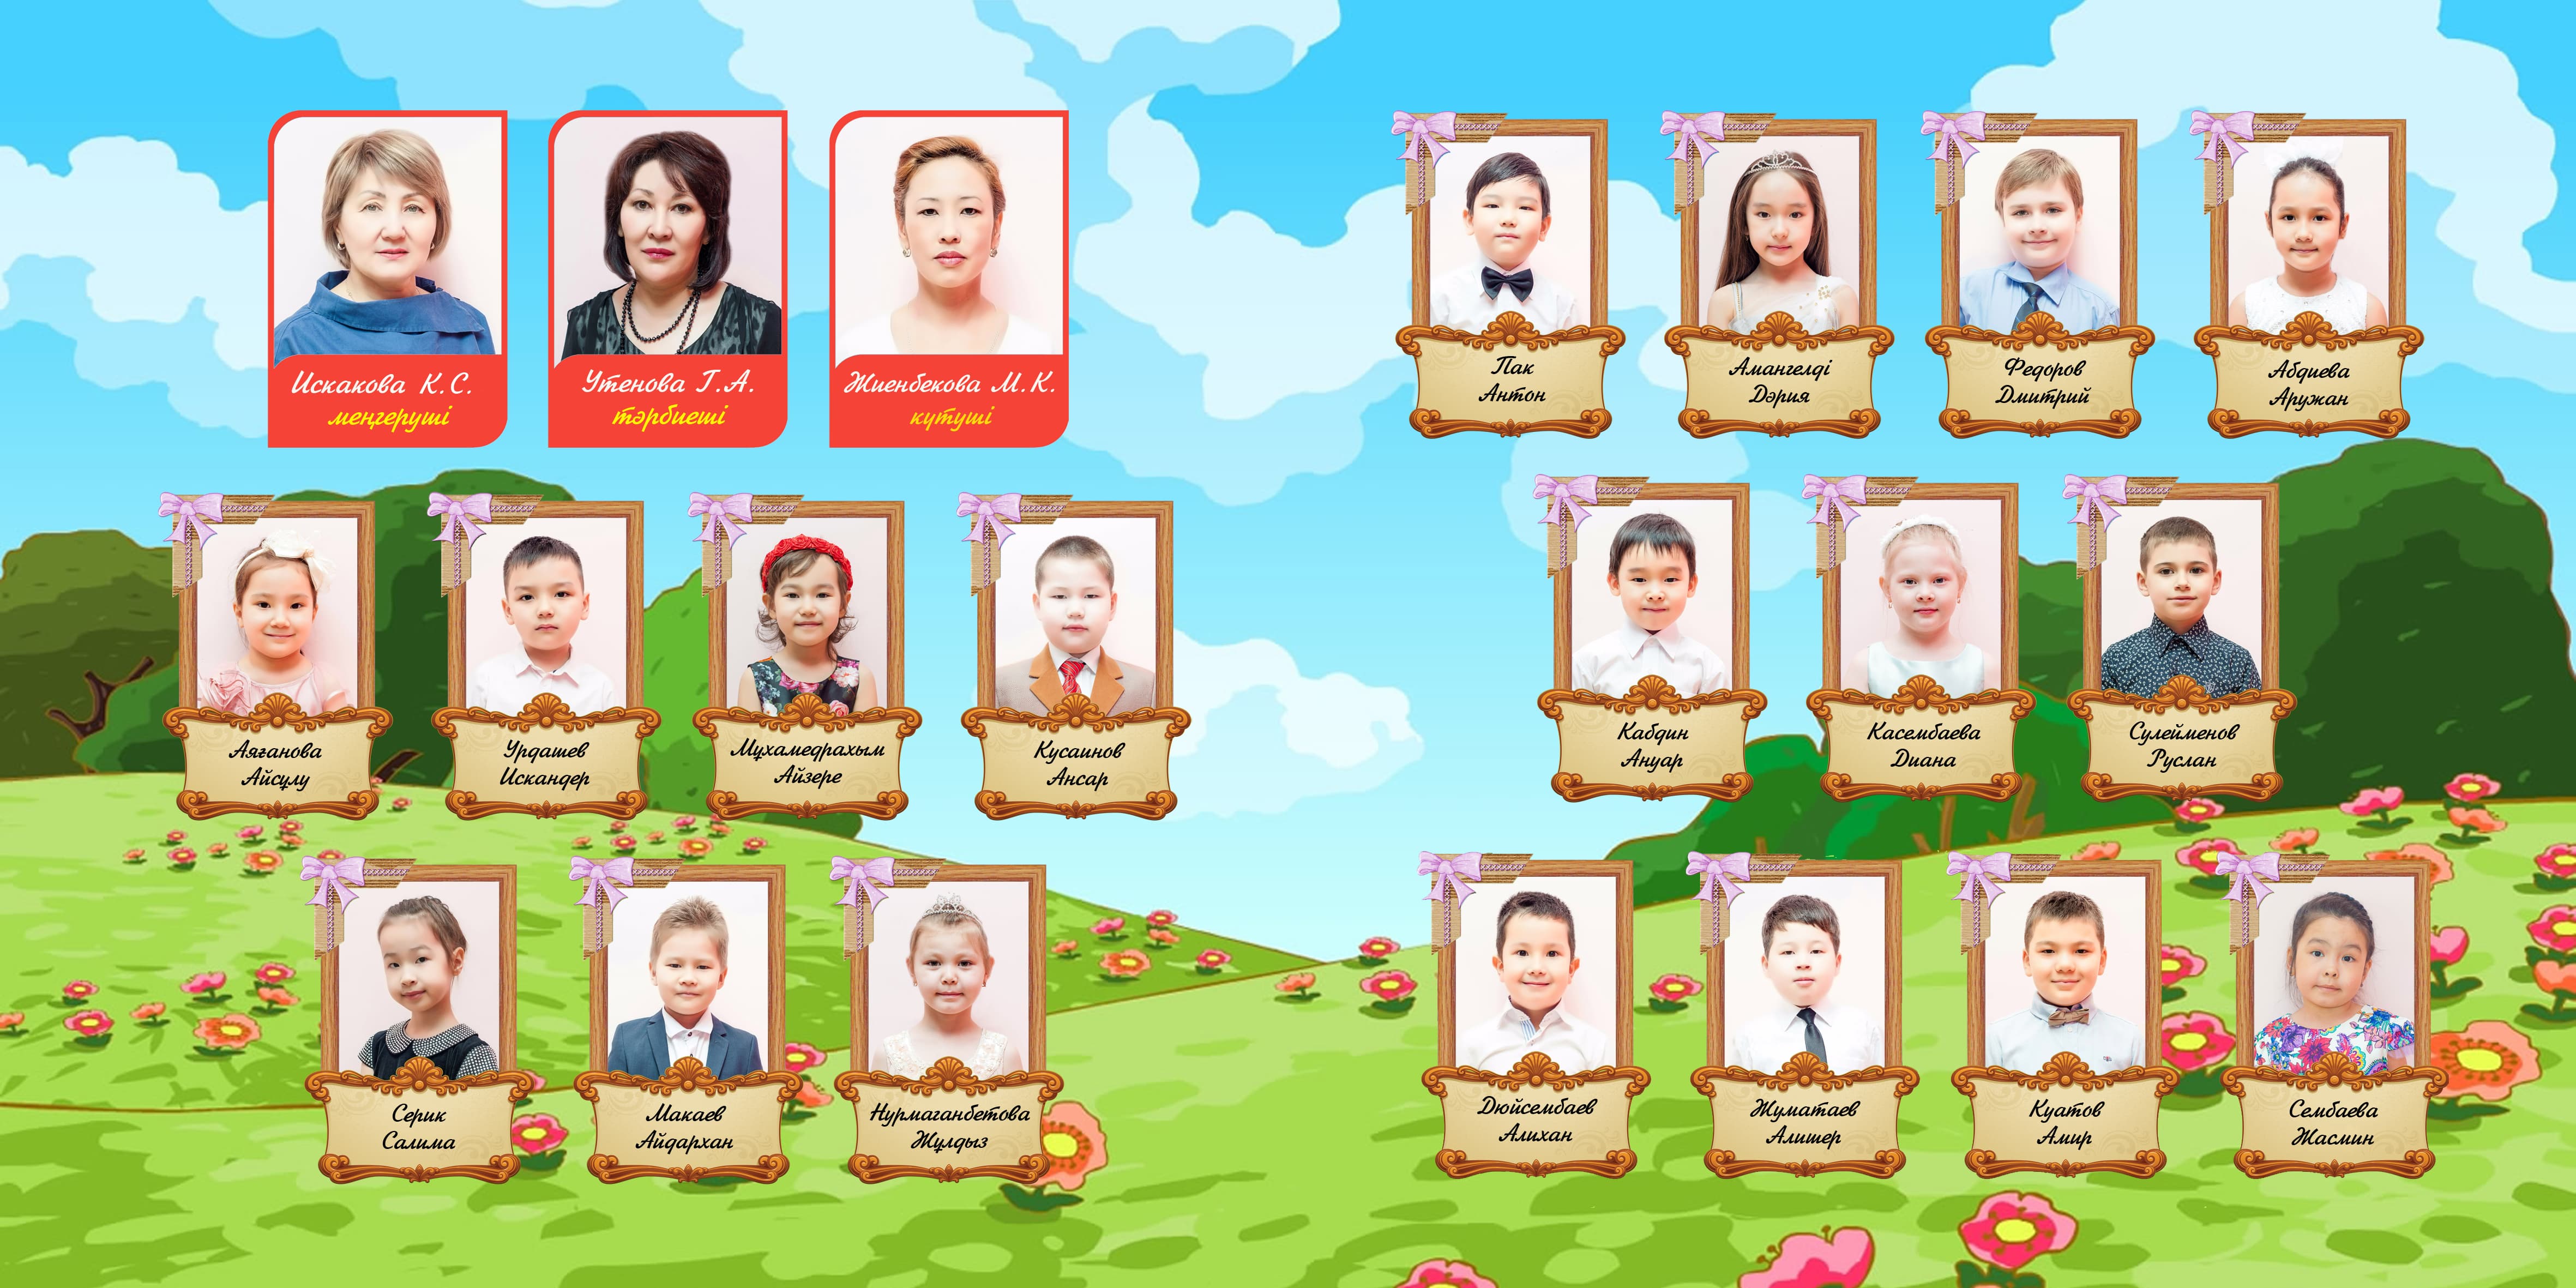 Искакова К.С.
меңгеруші
Утенова Г.А.
тәрбиеші
Жиенбекова М.К.
күтуші
Пак
Антон
Амангелді
Дәрия
Федоров
Дмитрий
Абдиева
Аружан
Аяғанова
Айсұлу
Урдашев
Искандер
Мұхамедрахым
Айзере
Кусаинов
Ансар
Кабдин
Ануар
Касембаева
Диана
Сулейменов
Руслан
Серик
Салима
Макаев
Айдархан
Нурмаганбетова
Жұлдыз
Дюйсембаев
Алихан
Жуматаев
Алишер
Куатов
Амир
Сембаева
Жасмин